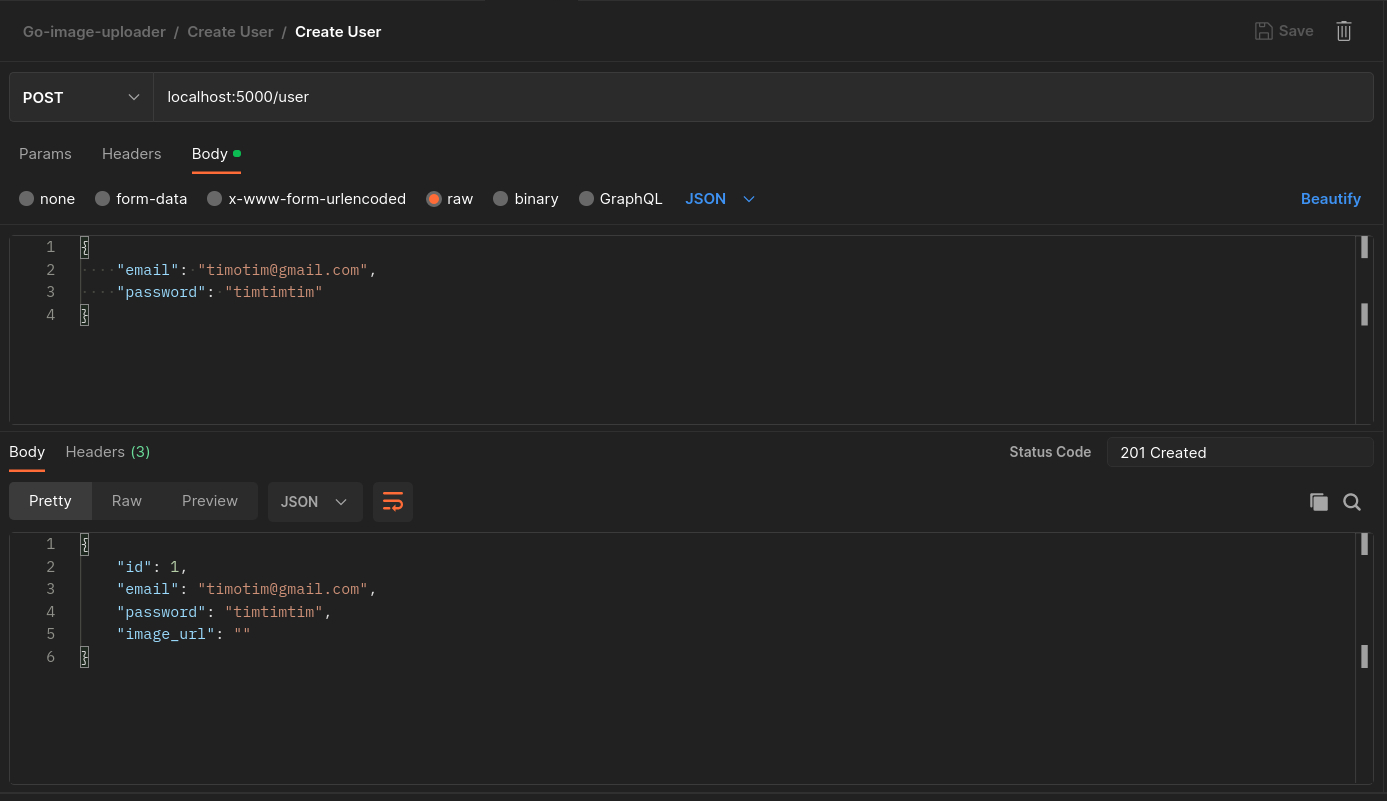 Go-image-uploader / Create User / Create User
Save
POST
localhost:5000/user
Params Headers Body
none form-data x-www-form-urlencoded raw binary GraphQL JSON Beautify
1 {
2 "email": "timotim@gmail.com",
3 "password": "timtimtim"
4 }
Body Headers (3) Status Code 201 Created
Pretty Raw Preview JSON
1 {
2 "id": 1,
3 "email": "timotim@gmail.com",
4 "password": "timtimtim",
5 "image_url": ""
6 }